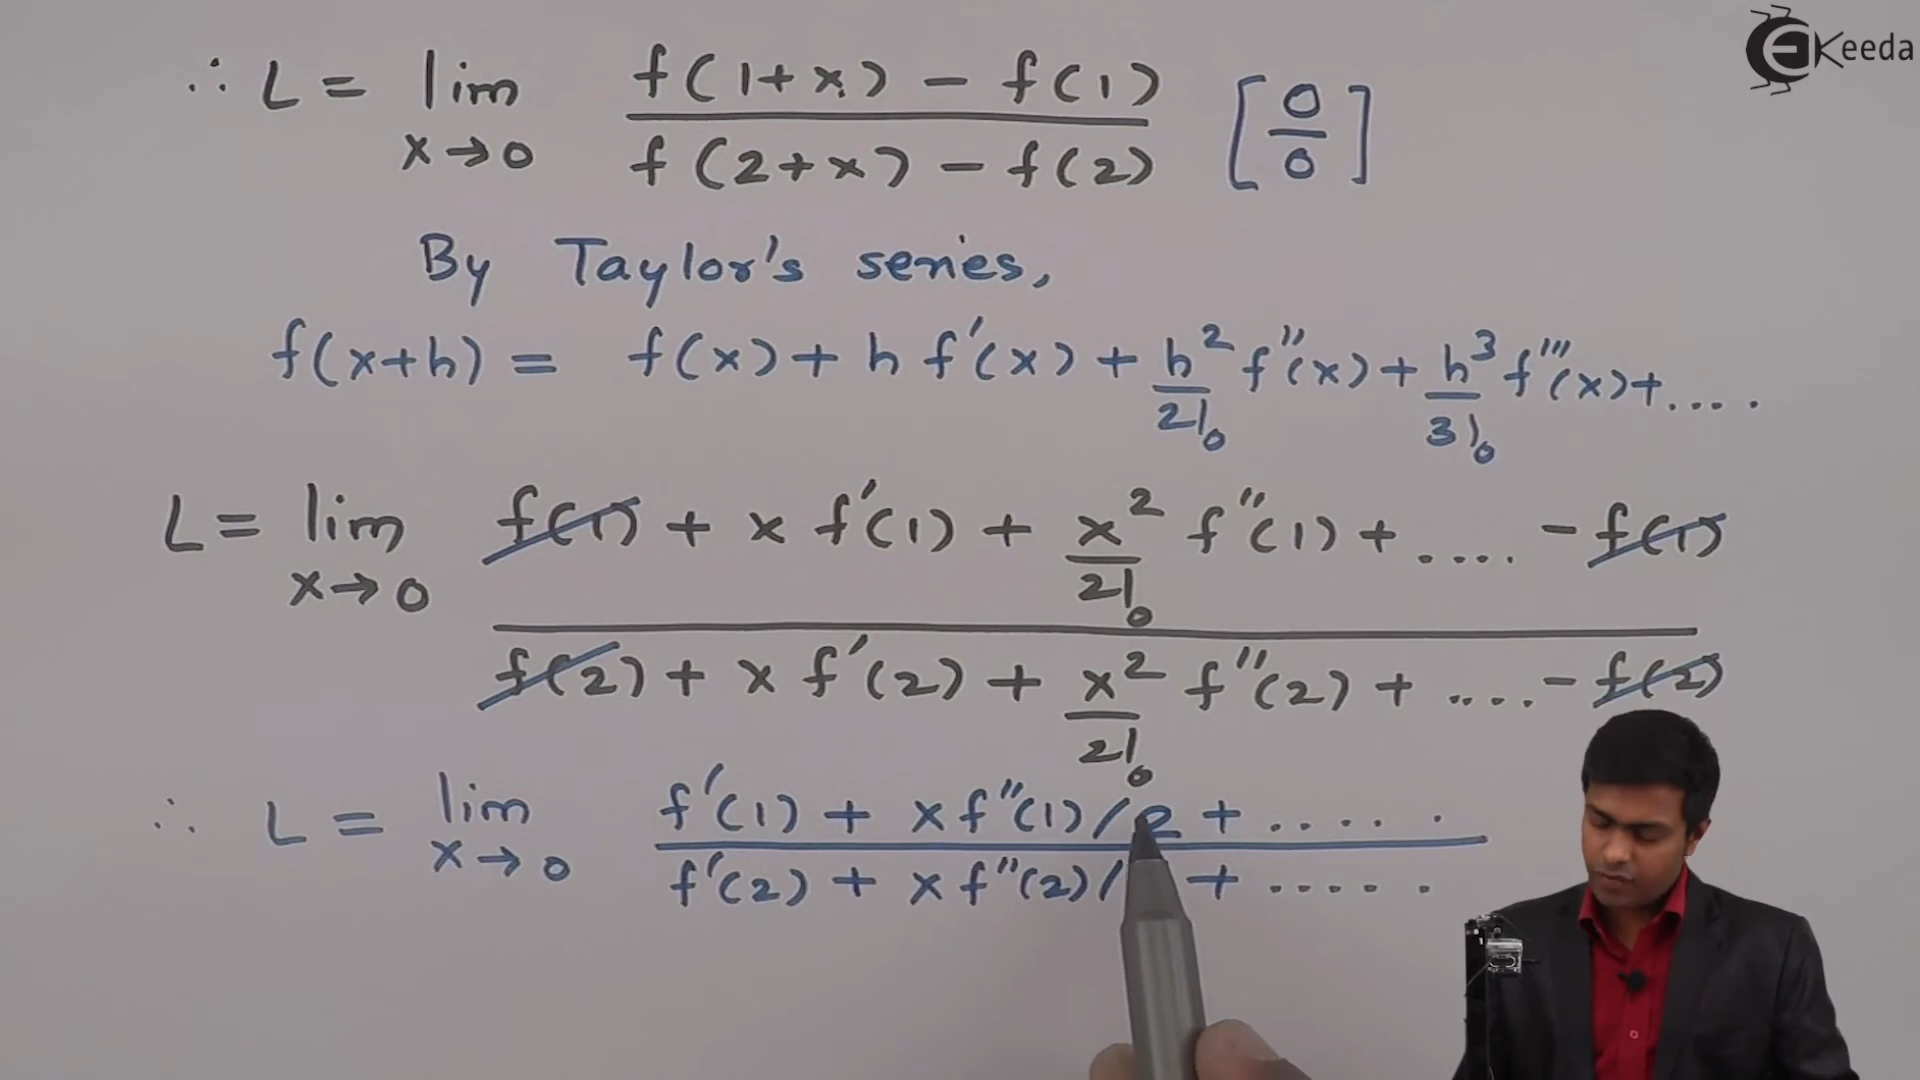 Keeda
∴ L = lim x→0 f(1+x) - f(1) / f(2+x) - f(2) [0/0]
By Taylor's series,
f(x+h) = f(x) + h f'(x) + h²/2! f''(x) + h³/3! f'''(x) + .....
L = lim x→0 f(1) + x f'(1) + x²/2! f''(1) + ..... - f(1)
f(2) + x f'(2) + x²/2! f''(2) + ..... - f(2)
∴ L = lim x→0 f'(1) + x f''(1)/2 + ......
f'(2) + x f''(2)/ + ......